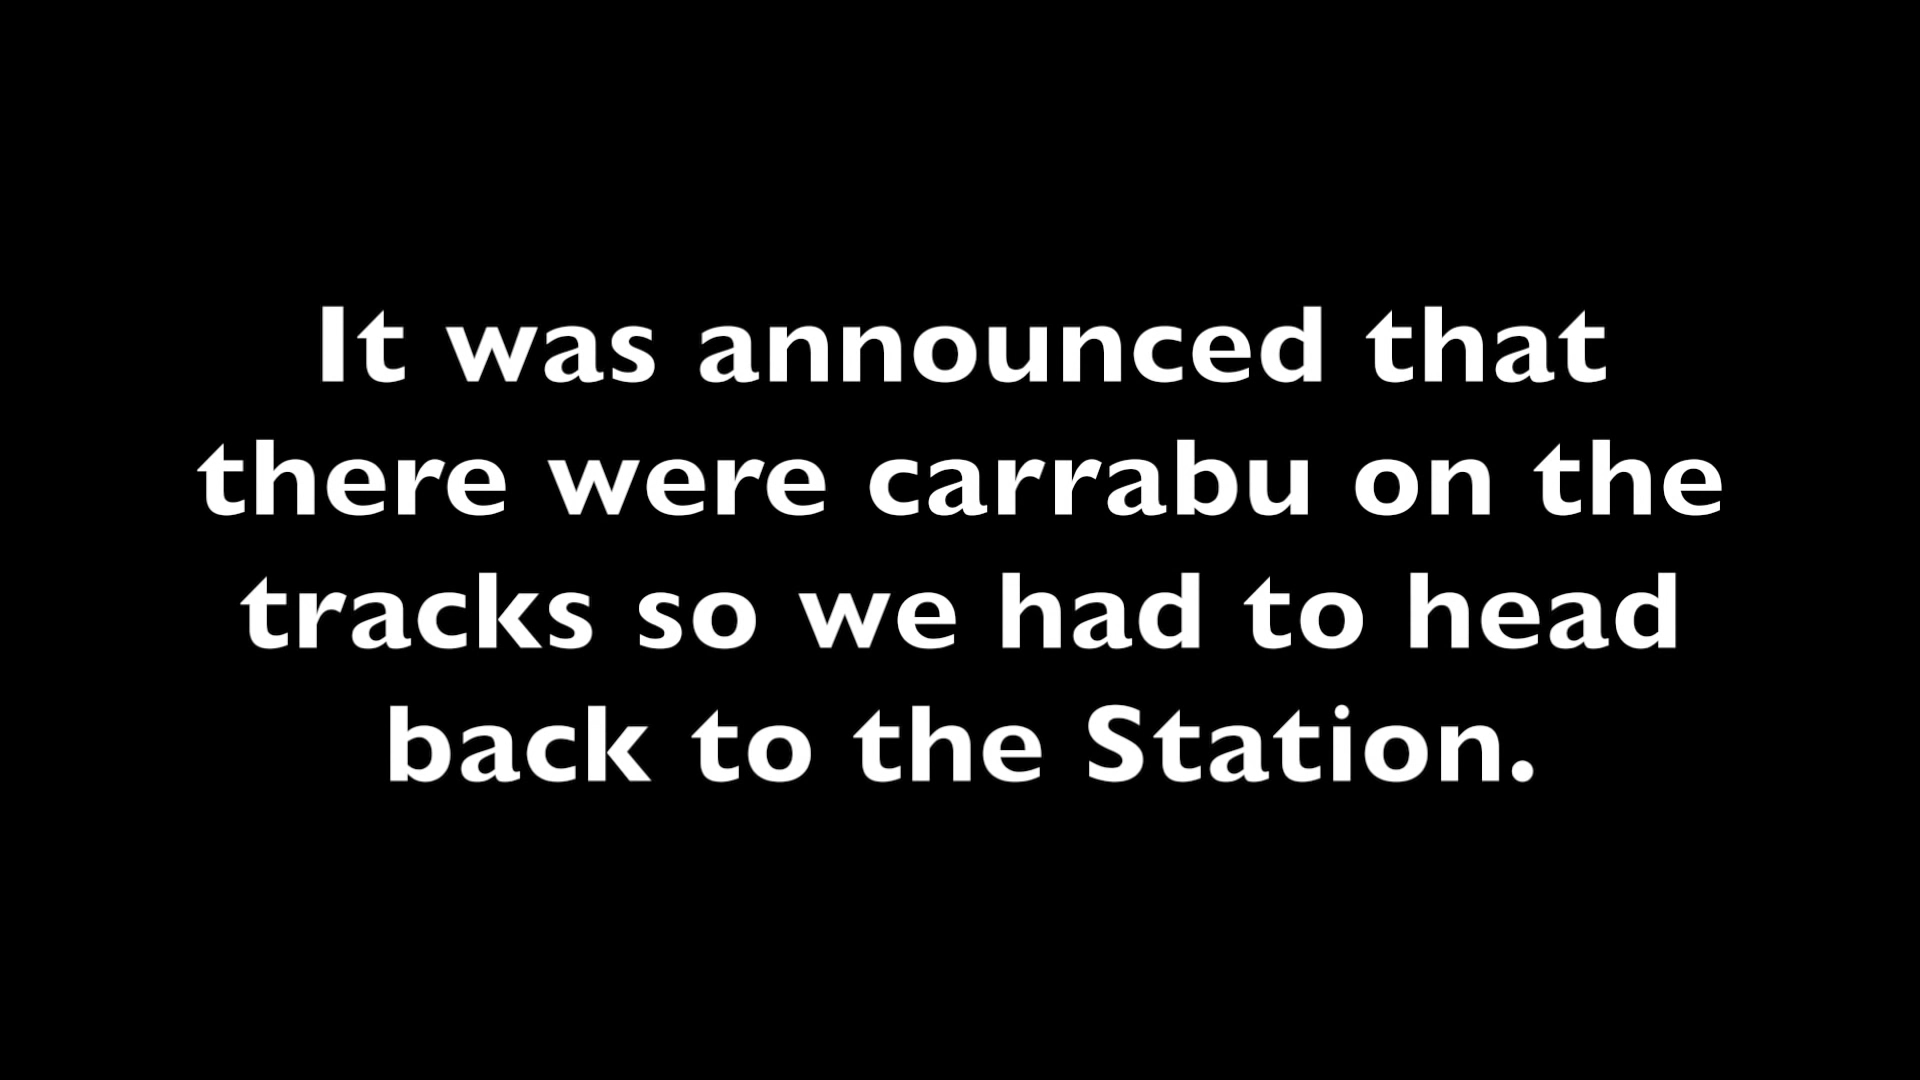 It was announced that
there were carrabu on the
tracks so we had to head
back to the Station.